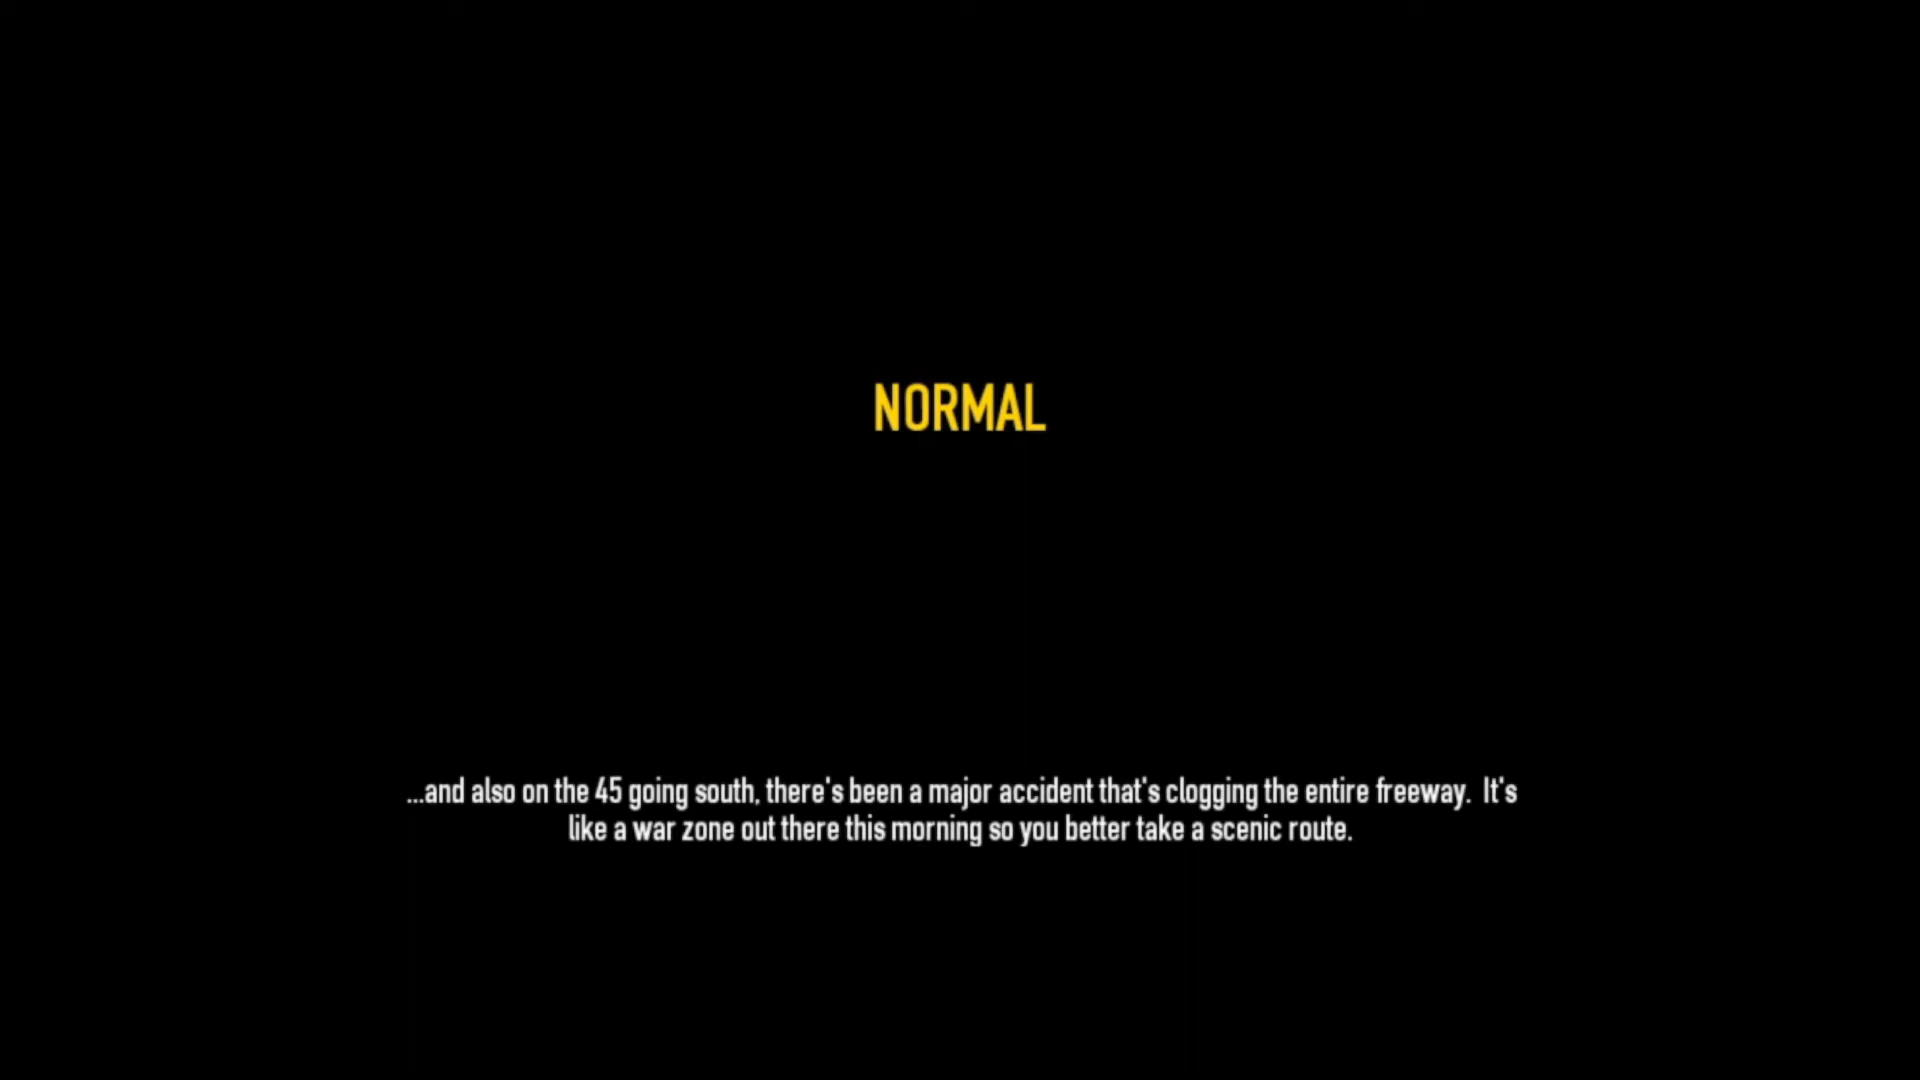 NORMAL
...and also on the 45 going south, there's been a major accident that's clogging the entire freeway.  It's
like a war zone out there this morning so you better take a scenic route.